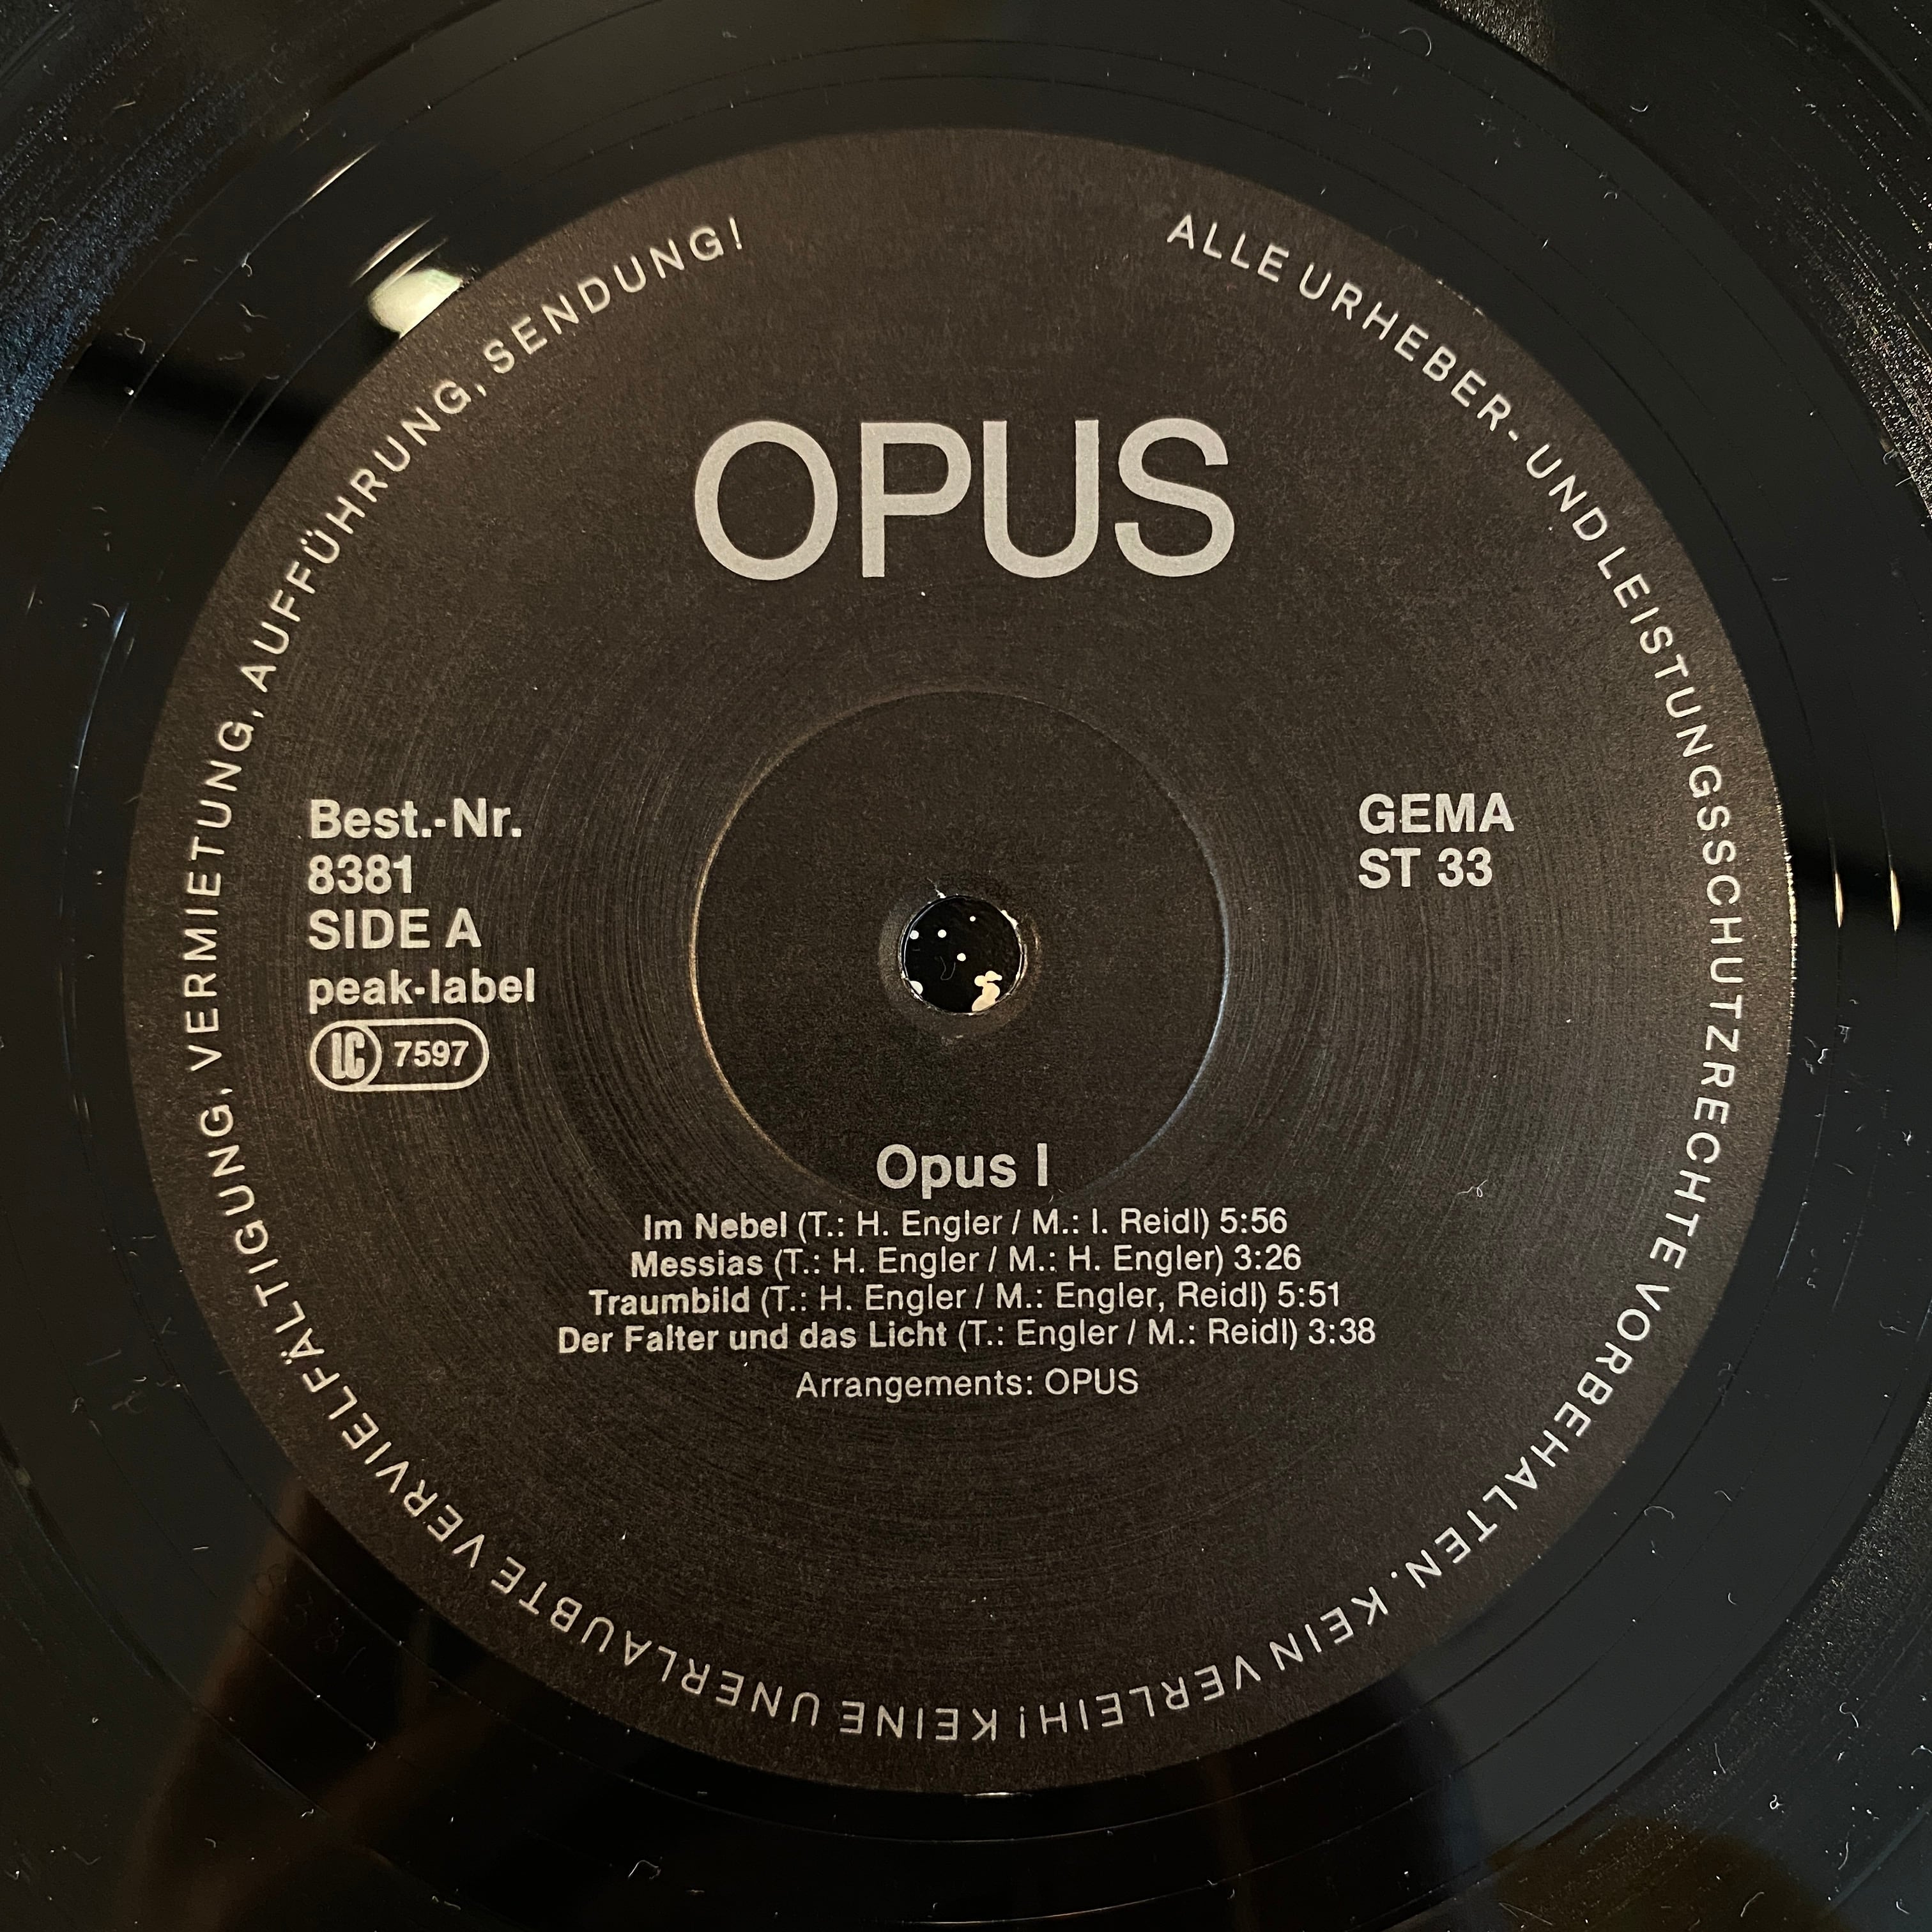 OPUS
Best.-Nr.
8381
SIDE A
peak-label
LC 7597
GEMA
ST 33
Opus I
Im Nebel (T.: H. Engler / M.: I. Reidl) 5:56
Messias (T.: H. Engler / M.: H. Engler) 3:26
Traumbild (T.: H. Engler / M.: Engler, Reidl) 5:51
Der Falter und das Licht (T.: Engler / M.: Reidl) 3:38
Arrangements: OPUS
ALLE URHEBER- UND LEISTUNGSSCHUTZRECHTE VORBEHALTEN. KEIN VERLEIH! KEINE UNERLAUBTE VERVIELFÄLTIGUNG, VERMIETUNG, AUFFÜHRUNG, SENDUNG!